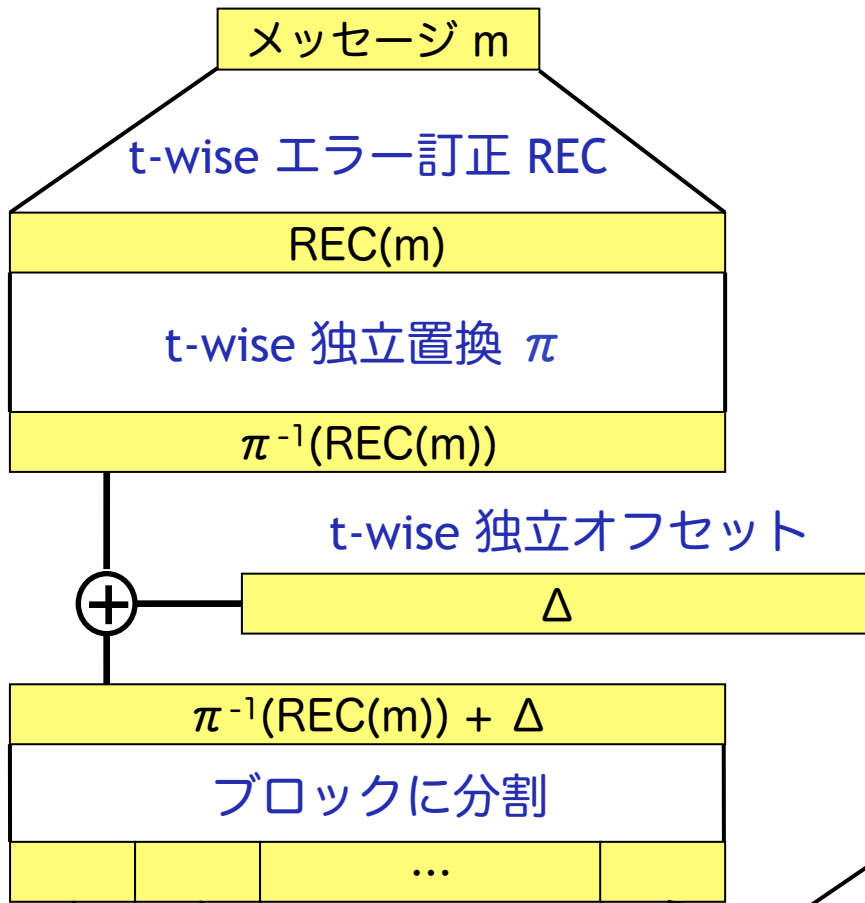 メッセージ m
t-wise エラー訂正 REC
REC(m)
t-wise 独立置換 π
π⁻¹(REC(m))
t-wise 独立オフセット
+
Δ
π⁻¹(REC(m)) + Δ
ブロックに分割
…